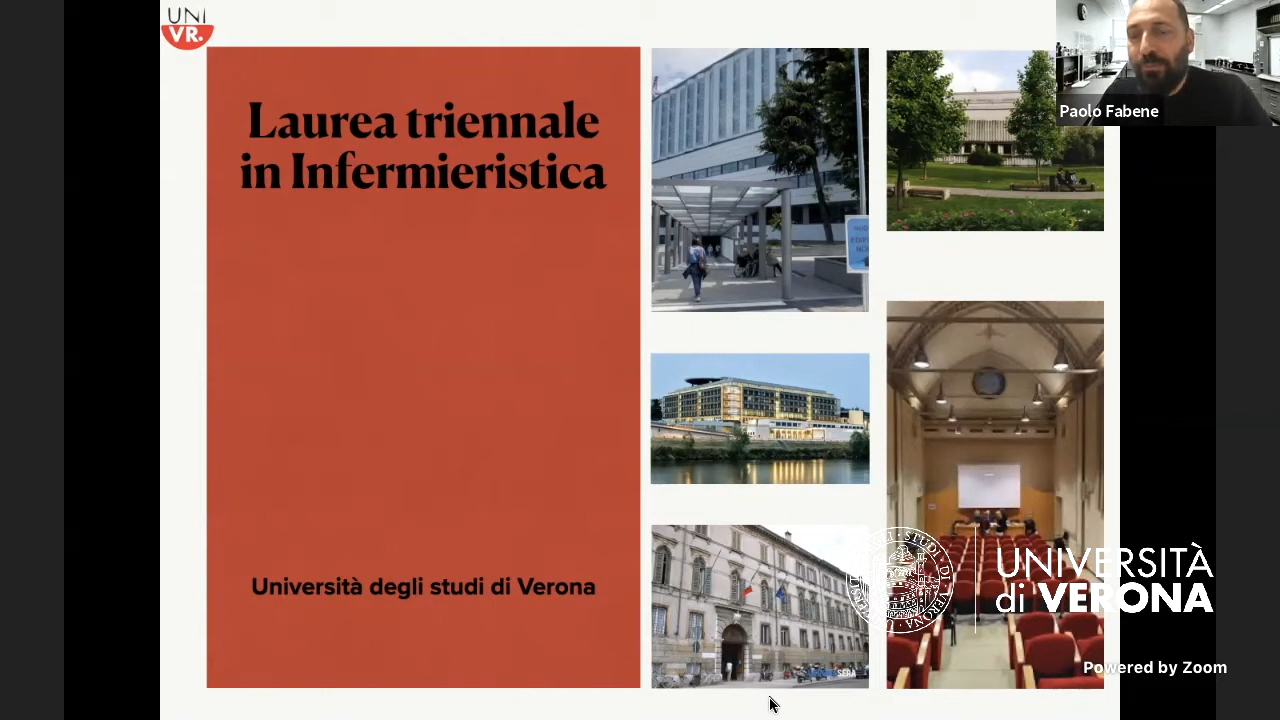 UNI
VR.
Laurea triennale
in Infermieristica
Università degli studi di Verona
Paolo Fabene
UNIVERSITÀ
di VERONA
Powered by Zoom